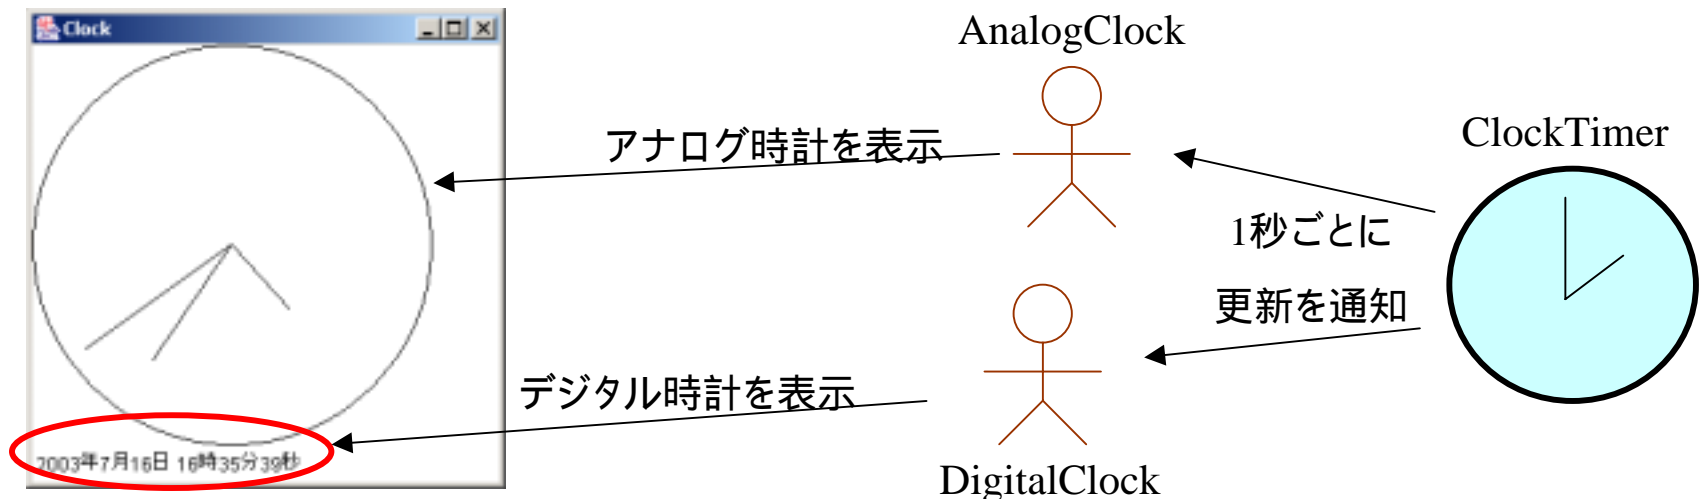 Clock
AnalogClock
ClockTimer
アナログ時計を表示
1秒ごとに
更新を通知
デジタル時計を表示
2003年7月16日 16時35分39秒
DigitalClock